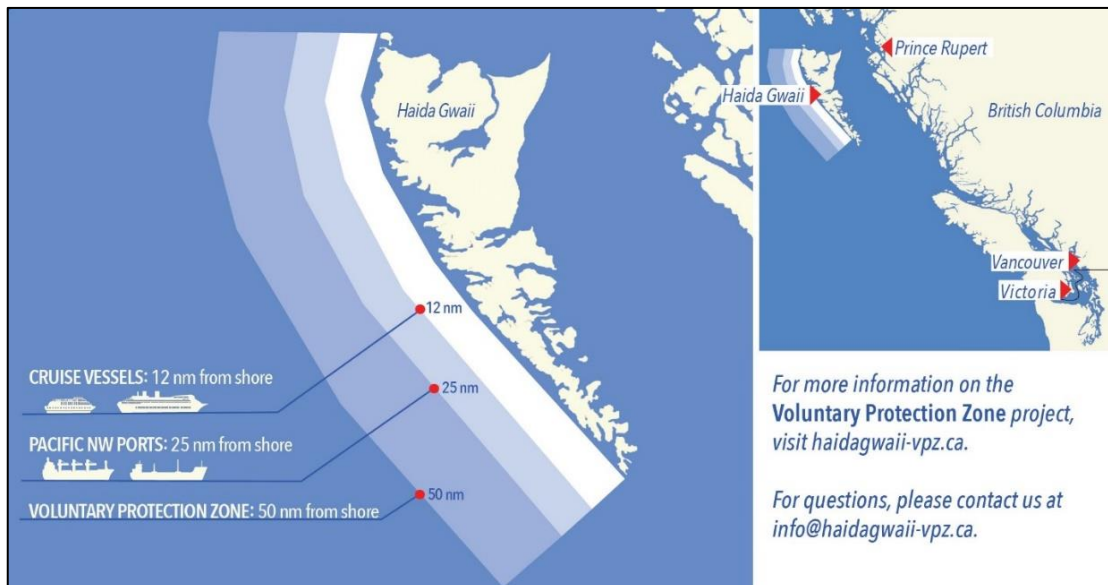 Haida Gwaii
12 nm
25 nm
50 nm
CRUISE VESSELS: 12 nm from shore
PACIFIC NW PORTS: 25 nm from shore
VOLUNTARY PROTECTION ZONE: 50 nm from shore
Prince Rupert
Haida Gwaii
British Columbia
Vancouver
Victoria
For more information on the
Voluntary Protection Zone project,
visit haidagwaii-vpz.ca.
For questions, please contact us at
info@haidagwaii-vpz.ca.